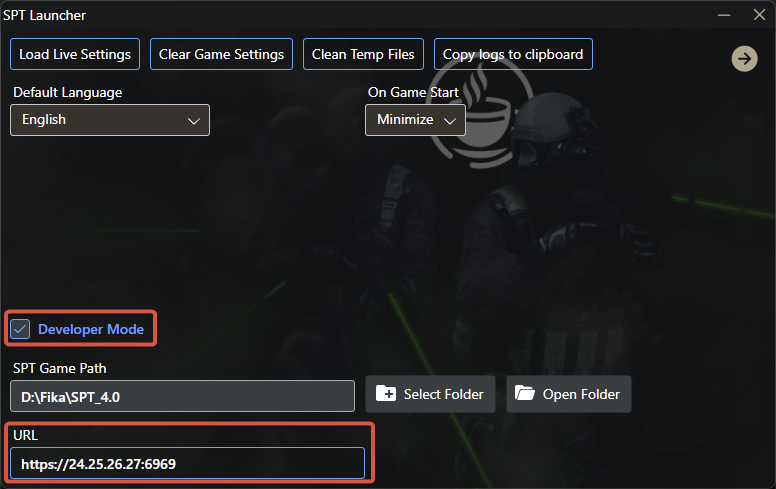 SPT Launcher
Load Live Settings Clear Game Settings Clean Temp Files Copy logs to clipboard
Default Language On Game Start
English Minimize
Developer Mode
SPT Game Path
D:\Fika\SPT_4.0 Select Folder Open Folder
URL
https://24.25.26.27:6969